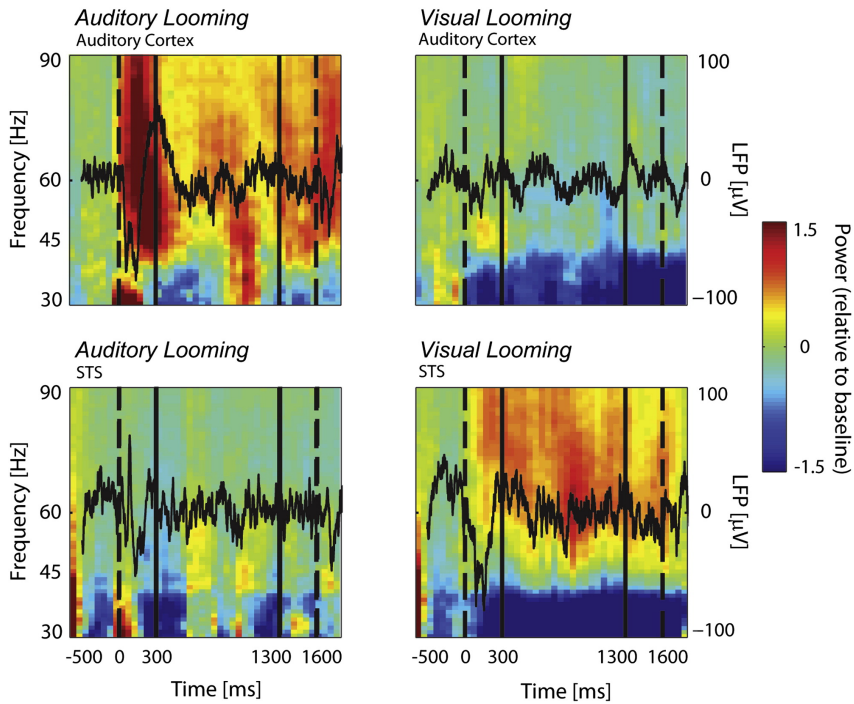 Auditory Looming
Auditory Cortex
Visual Looming
Auditory Cortex
90
60
45
30
Frequency [Hz]
100
0
−100
LFP [µV]
Auditory Looming
STS
Visual Looming
STS
90
60
45
30
Frequency [Hz]
100
0
−100
LFP [µV]
-500 0 300 1300 1600
Time [ms]
-500 0 300 1300 1600
Time [ms]
1.5
0
-1.5
Power (relative to baseline)